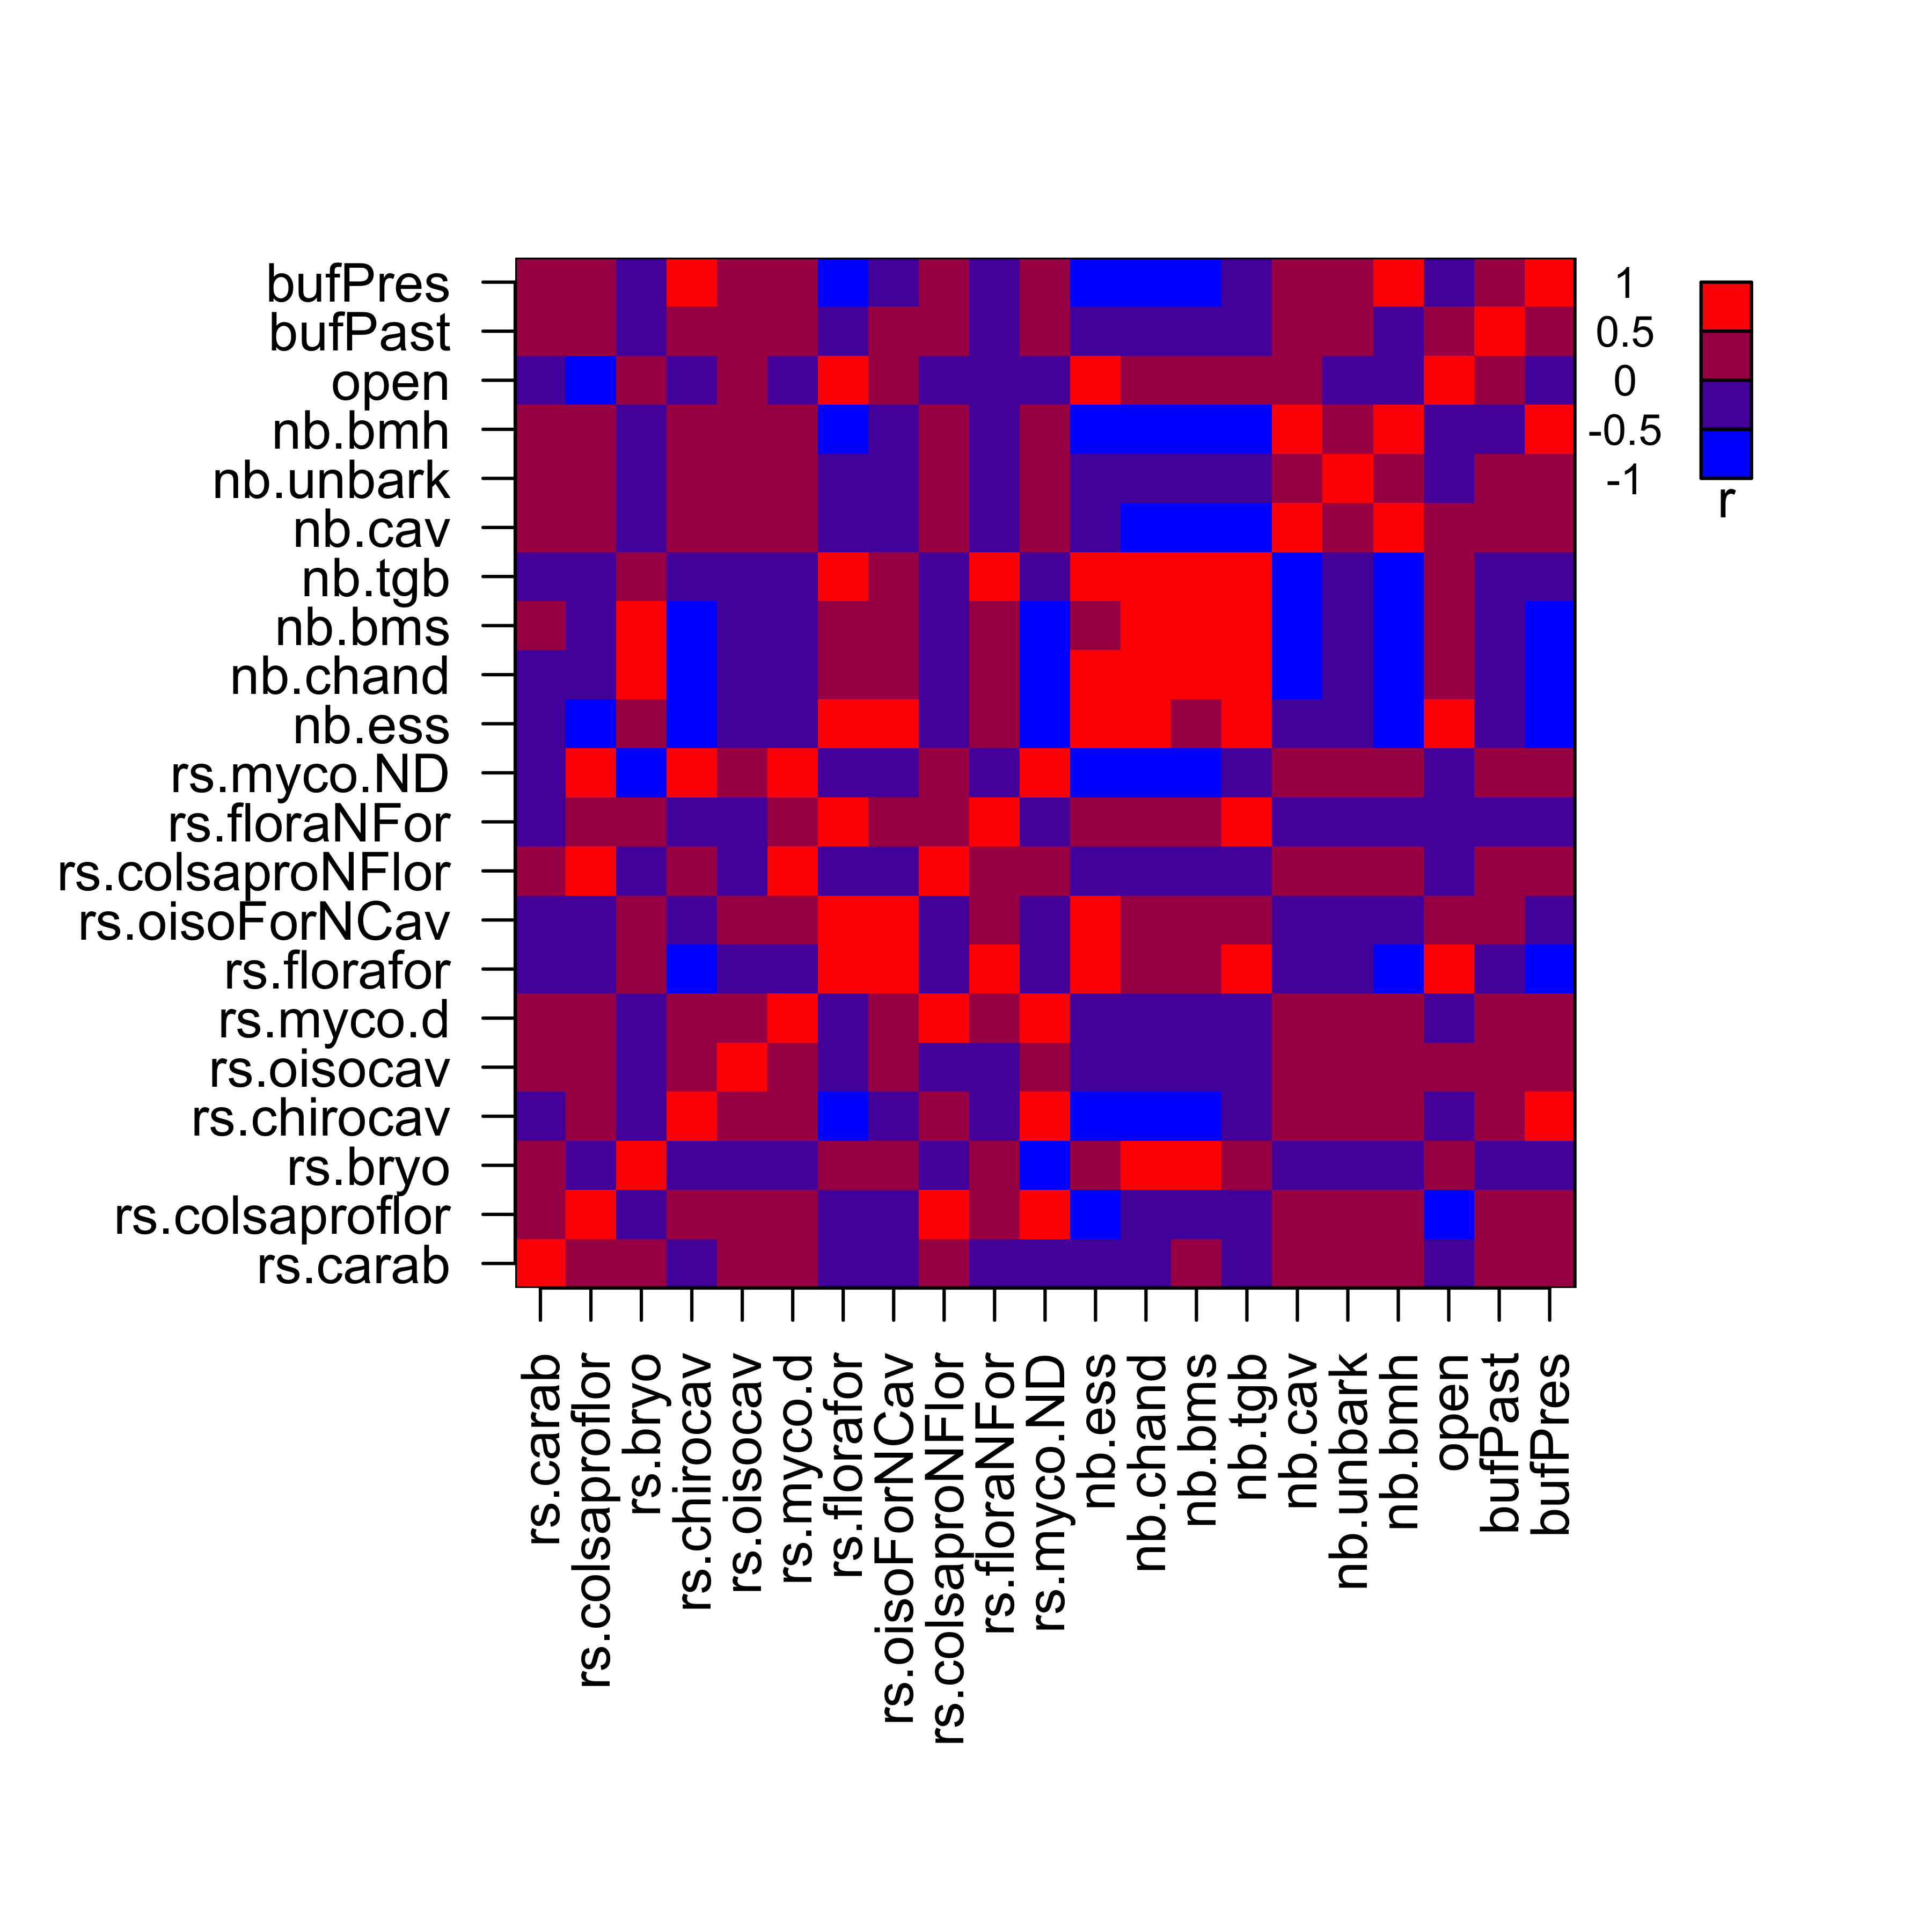 bufPres
bufPast
open
nb.bmh
nb.unbark
nb.cav
nb.tgb
nb.bms
nb.chand
nb.ess
rs.myco.ND
rs.floraNFor
rs.colsaproNFlor
rs.oisoForNCav
rs.florafor
rs.myco.d
rs.oisocav
rs.chirocav
rs.bryo
rs.colsaproflor
rs.carab
1
0.5
0
-0.5
-1
r
rs.carab
rs.colsaproflor
rs.bryo
rs.chirocav
rs.oisocav
rs.myco.d
rs.florafor
rs.oisoForNCav
rs.colsaproNFlor
rs.floraNFor
rs.myco.ND
nb.ess
nb.chand
nb.bms
nb.tgb
nb.cav
nb.unbark
nb.bmh
open
bufPast
bufPres